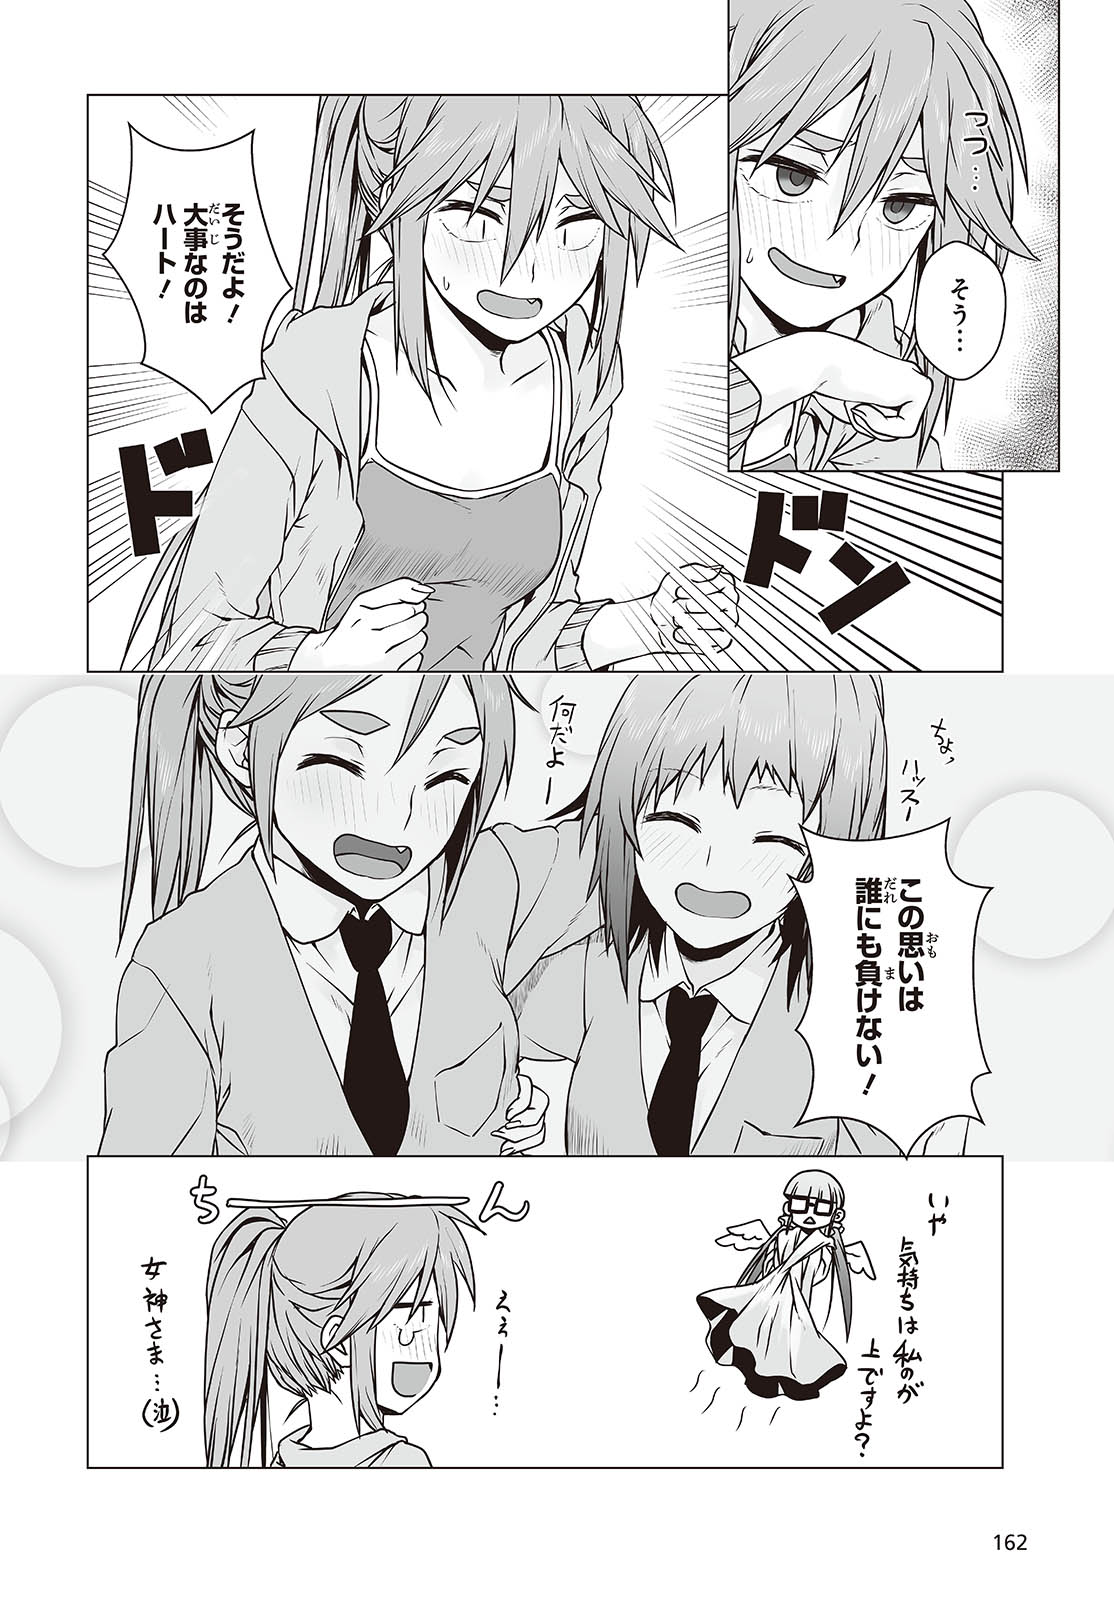 っっ…
そう…
そうだよ！
大事なのは
ハート！
ドドン
何だよー
ちょっ
ハッスー
この思いは
誰にも負けない！
いや
気持ちは私のが
上ですよ？
えぇー…
ちん
女神さま…(泣)
162